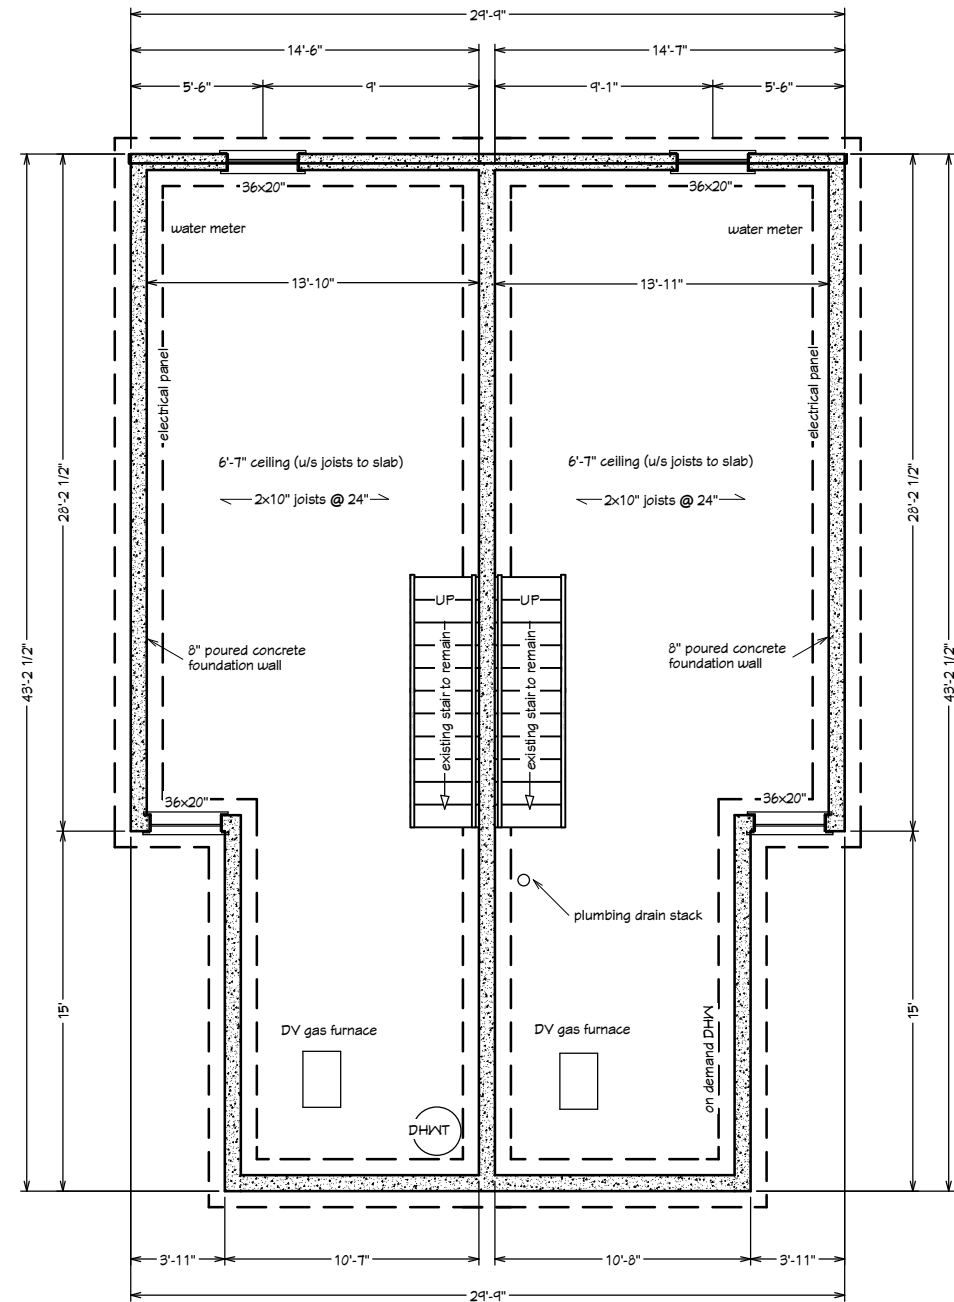 29'-9"
14'-6"
14'-7"
5'-6"
9'
9'-1"
5'-6"
36x20"
36x20"
water meter
water meter
13'-10"
13'-11"
electrical panel
electrical panel
6'-7" ceiling (u/s joists to slab)
6'-7" ceiling (u/s joists to slab)
2x10" joists @ 24"
2x10" joists @ 24"
28'-2 1/2"
28'-2 1/2"
UP
UP
existing stair to remain
existing stair to remain
8" poured concrete
foundation wall
8" poured concrete
foundation wall
43'-2 1/2"
43'-2 1/2"
36x20"
36x20"
plumbing drain stack
15'
15'
DV gas furnace
DV gas furnace
on demand DHW
DHWT
3'-11"
10'-7"
10'-8"
3'-11"
29'-9"